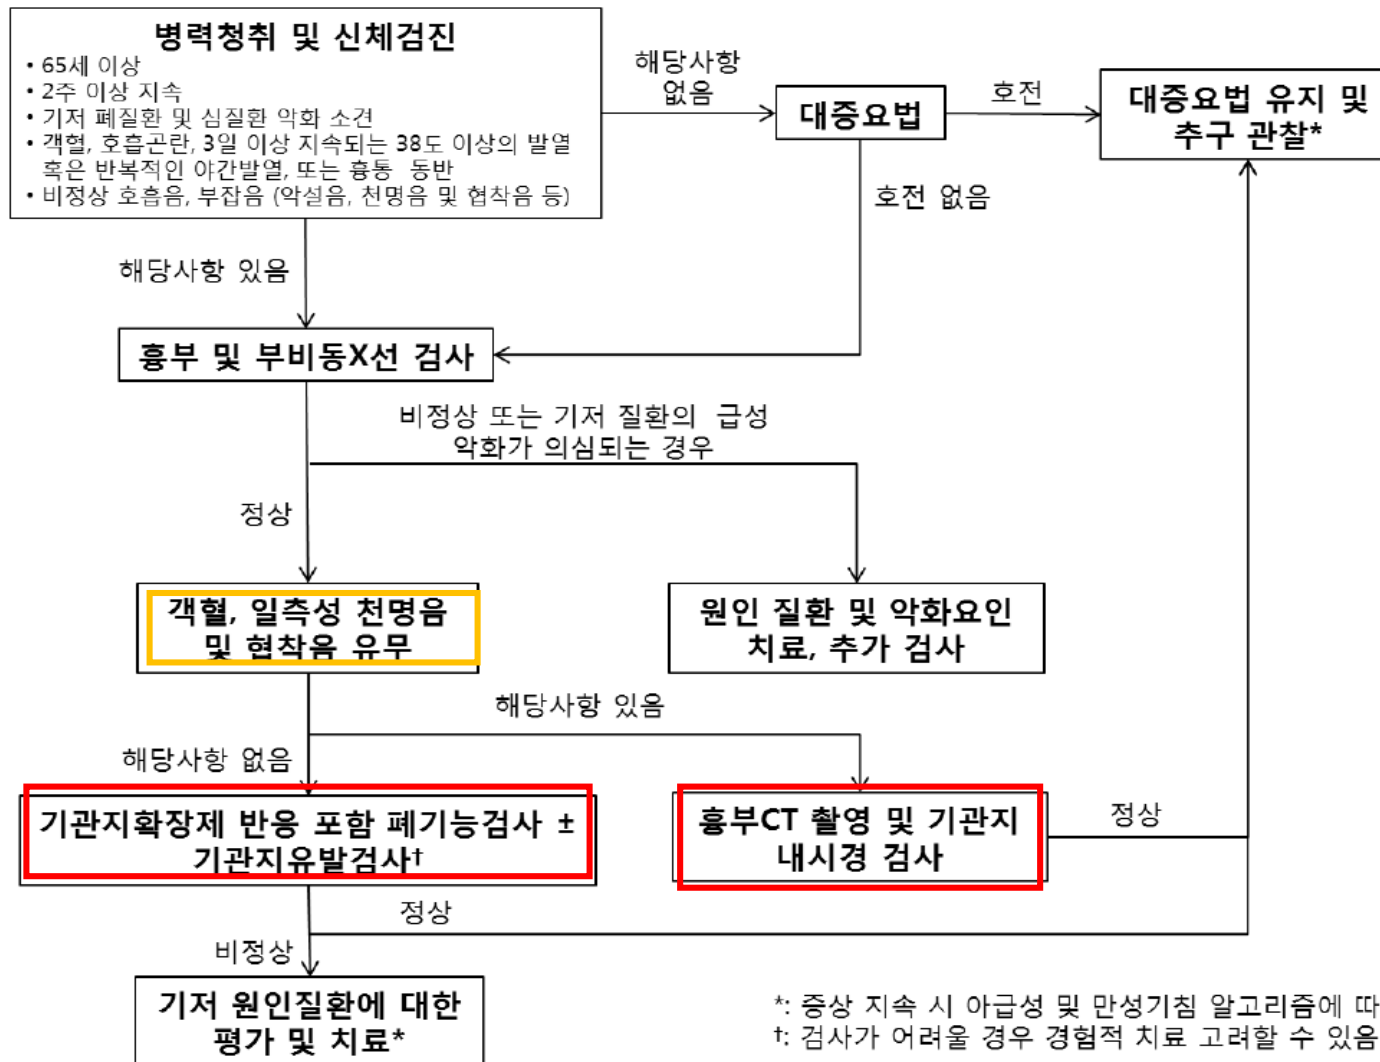 병력청취 및 신체검진
• 65세 이상
• 2주 이상 지속
• 기저 폐질환 및 심질환 악화 소견
• 객혈, 호흡곤란, 3일 이상 지속되는 38도 이상의 발열
혹은 반복적인 야간발열, 또는 흉통 동반
• 비정상 호흡음, 부잡음 (악설음, 천명음 및 협착음 등)
해당사항
없음
대증요법
호전
대증요법 유지 및
추구 관찰*
호전 없음
해당사항 있음
흉부 및 부비동X선 검사
비정상 또는 기저 질환의 급성
악화가 의심되는 경우
정상
객혈, 일측성 천명음
및 협착음 유무
원인 질환 및 악화요인
치료, 추가 검사
해당사항 있음
해당사항 없음
기관지확장제 반응 포함 폐기능검사 ±
기관지유발검사†
흉부CT 촬영 및 기관지
내시경 검사
정상
정상
비정상
기저 원인질환에 대한
평가 및 치료*
*: 증상 지속 시 아급성 및 만성기침 알고리즘에 따
†: 검사가 어려울 경우 경험적 치료 고려할 수 있음